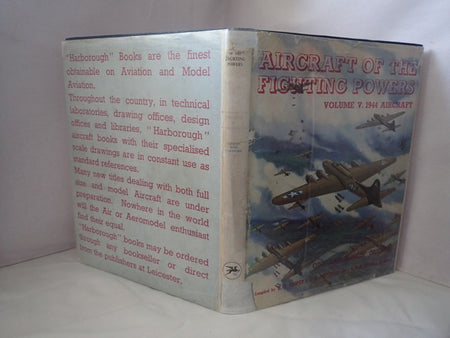 "Harborough" Books are the finest
obtainable on Aviation and Model
Aviation.
Throughout the country, in technical
laboratories, drawing offices, design
offices and libraries, "Harborough"
aircraft books with their specialised
scale drawings are in constant use as
standard references.
Many new titles dealing with both full
size and model Aircraft are under
preparation. Nowhere in the world
will the Air or Aeromodel enthusiast
find their equal.
"Harborough" books may be ordered
through any bookseller or direct
from the publishers at Leicester.
FIGHTING
POWERS
AIRCRAFT OF THE
FIGHTING POWERS
VOLUME V. 1944 AIRCRAFT
Compiled by